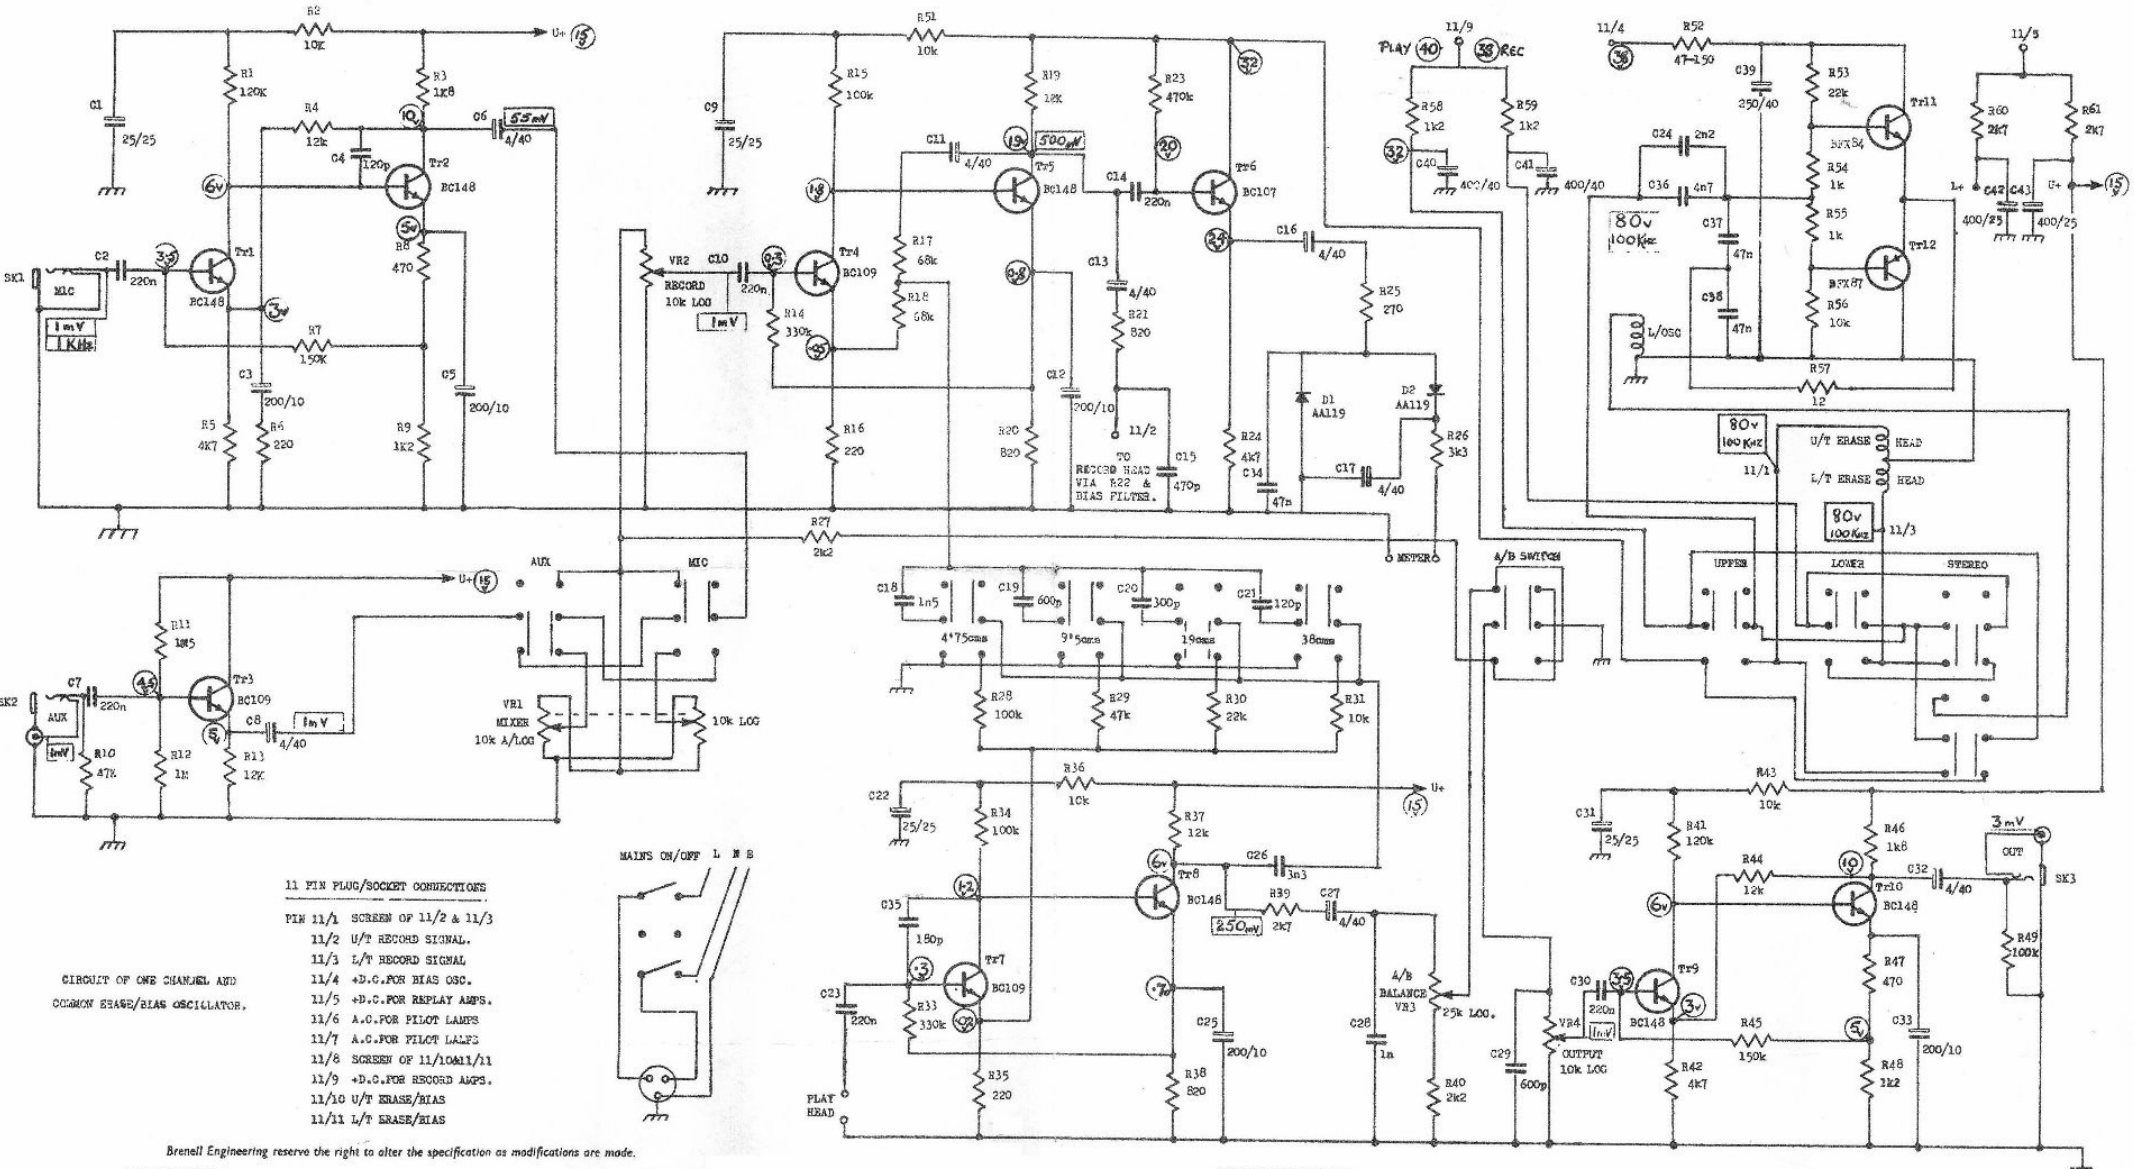 R2
10K
U+ 15
C1
25/25
R1
120K
R3
1K8
R4
12k
C4
120p
10v
C6
55mV
4/40
Tr2
BC148
6v
5v
R8
470
C2
220n
3·5
Tr1
BC148
3v
SK1
MIC
1mV
1KHz
R7
150K
C3
200/10
C5
200/10
R5
4K7
R6
220
R9
1K2
R51
10k
C9
25/25
R15
100k
R19
12K
R23
470k
32
C11
4/40
19v
500mV
Tr5
BC148
20v
C14
220n
Tr6
BC107
1·8
VR2
RECORD
10k LOG
C10
220n
1mV
Tr4
BC109
R14
330k
R17
68k
R18
68k
C13
4/40
R21
820
24v
C16
4/40
R25
270
C12
200/10
R16
220
R20
820
11/2
TO
RECORD HEAD
VIA R22 &
BIAS FILTER.
C15
470p
R24
4k7
C34
47n
D1
AA119
D2
AA119
C17
4/40
R26
3k3
METER
R27
2k2
11/9
PLAY 40
38 REC
R58
1k2
R59
1k2
32
C40
400/40
C41
400/40
11/4
38
R52
47-150
C39
250/40
R53
22k
R54
1k
R55
1k
R56
10k
Tr11
BFX84
Tr12
BFX87
C24
2n2
C36
4n7
C37
47n
C38
47n
80v
100KHz
L/OSC
R57
12
11/5
R60
2K7
R61
2K7
L+
U+
15
C42
C43
400/25
400/25
80v
100KHz
U/T ERASE
HEAD
11/1
L/T ERASE
HEAD
80v
100KHz
11/3
A/B SWITCH
UPPER
LOWER
STEREO
U+ 15
R11
1M5
4·5
Tr3
BC109
C7
220n
SK2
AUX
1mV
R10
47K
R12
1M
R13
12K
5v
C8
1mV
4/40
AUX
MIC
VR1
MIXER
10k A/LOG
10k LOG
C18
1n5
C19
600p
C20
300p
C21
120p
4·75cms
9·5cms
19cms
38cms
R28
100k
R29
47k
R30
22k
R31
10k
MAINS ON/OFF L N E
C22
25/25
R36
10k
R34
100k
R37
12k
U+
15
6v
Tr8
BC148
C26
3n3
250mV
R39
2k7
C27
4/40
1·2
C35
180p
·3
Tr7
BC109
C23
220n
R33
330k
C25
200/10
R35
220
R38
820
PLAY
HEAD
A/B
BALANCE
VR3
25k LOG.
C28
1n
R40
2k2
C29
600p
VR4
OUTPUT
10k LOG
1mV
C30
220n
3·5
Tr9
BC148
3v
C31
25/25
R43
10k
R41
120k
R46
1k8
R44
12k
10
6v
Tr10
BC148
C32
4/40
3mV
OUT
SK3
R49
100k
R47
470
R45
150k
5v
C33
200/10
R42
4K7
R48
1k2
11 PIN PLUG/SOCKET CONNECTIONS
PIN 11/1 SCREEN OF 11/2 & 11/3
11/2 U/T RECORD SIGNAL.
11/3 L/T RECORD SIGNAL
11/4 +D.C.FOR BIAS OSC.
11/5 +D.C.FOR REPLAY AMPS.
11/6 A.C.FOR PILOT LAMPS
11/7 A.C.FOR PILOT LAMPS
11/8 SCREEN OF 11/10&11/11
11/9 +D.C.FOR RECORD AMPS.
11/10 U/T ERASE/BIAS
11/11 L/T ERASE/BIAS
CIRCUIT OF ONE CHANNEL AND
COMMON ERASE/BIAS OSCILLATOR.
Brenell Engineering reserve the right to alter the specification as modifications are made.